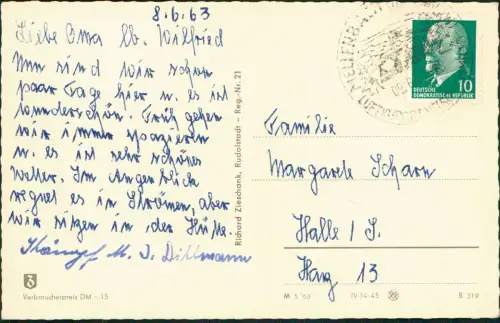 8.6.63
Liebe Oma lb. Wilfried
Nun sind wir schon
paar Tage hier u. es ist
wunderschön. Früh gehen
wir immer spazieren
u. es ist sehr schönes
Wetter. Im Augenblick
regnet es in Strömen, aber
wir sitzen in der Hütte.
M. J. Dittmann
Verbraucherpreis DM -.15
Richard Zieschank, Rudolstadt - Reg.-Nr. 21
DEUTSCHE
DEMOKRATISCHE REPUBLIK
10
Familie
Margarete Scharn
Halle / S.
Harz 13
M 5/63 IV-14-45 B 319